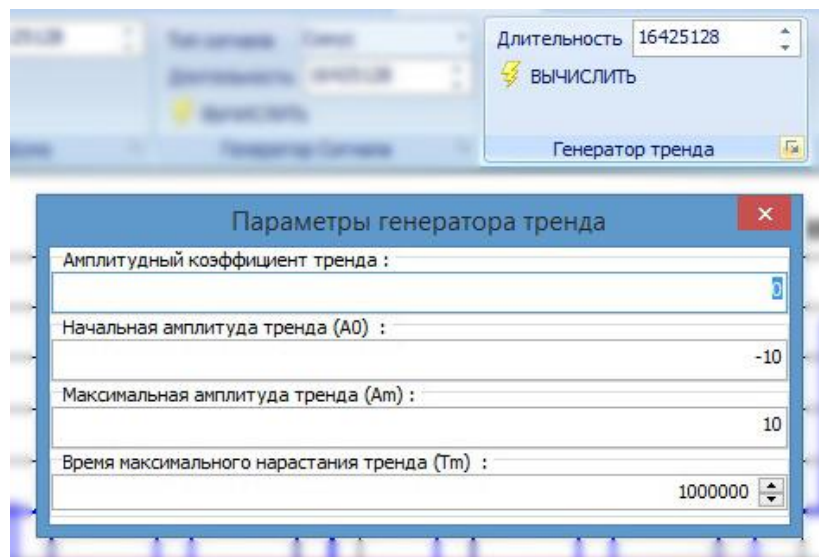 Длительность 16425128
ВЫЧИСЛИТЬ
Генератор тренда
Параметры генератора тренда
Амплитудный коэффициент тренда :
0
Начальная амплитуда тренда (A0) :
-10
Максимальная амплитуда тренда (Am) :
10
Время максимального нарастания тренда (Tm) :
1000000